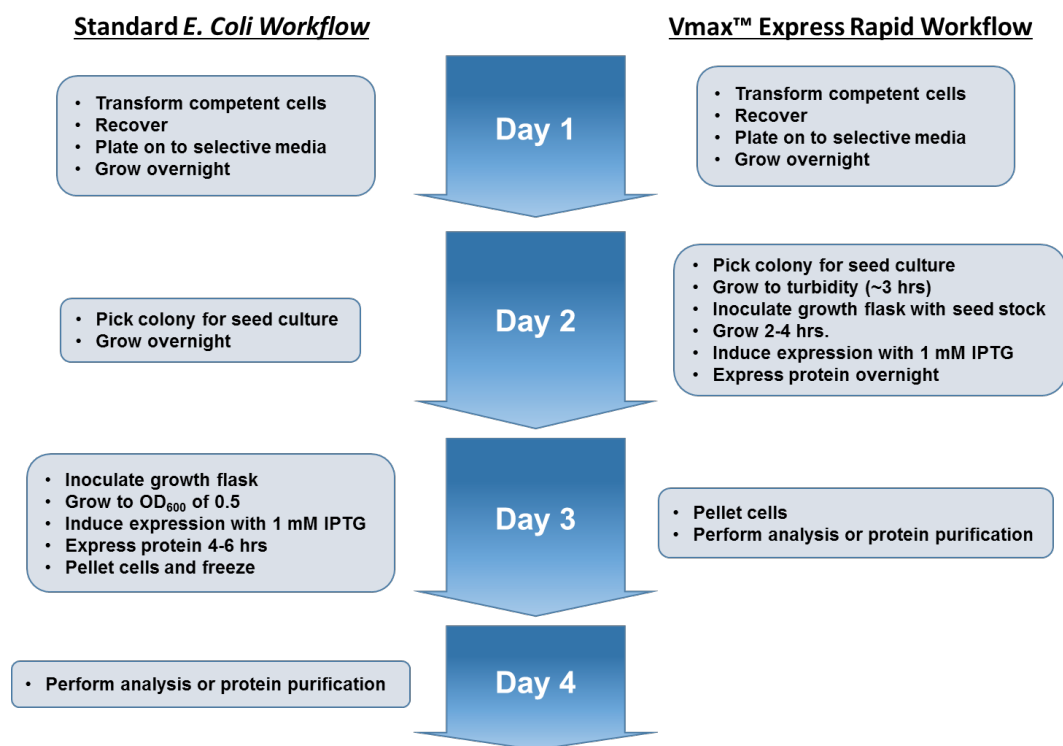 Standard E. Coli Workflow
Vmax™ Express Rapid Workflow
Day 1
• Transform competent cells
• Recover
• Plate on to selective media
• Grow overnight
• Transform competent cells
• Recover
• Plate on to selective media
• Grow overnight
Day 2
• Pick colony for seed culture
• Grow overnight
• Pick colony for seed culture
• Grow to turbidity (~3 hrs)
• Inoculate growth flask with seed stock
• Grow 2-4 hrs.
• Induce expression with 1 mM IPTG
• Express protein overnight
Day 3
• Inoculate growth flask
• Grow to OD₆₀₀ of 0.5
• Induce expression with 1 mM IPTG
• Express protein 4-6 hrs
• Pellet cells and freeze
• Pellet cells
• Perform analysis or protein purification
Day 4
• Perform analysis or protein purification